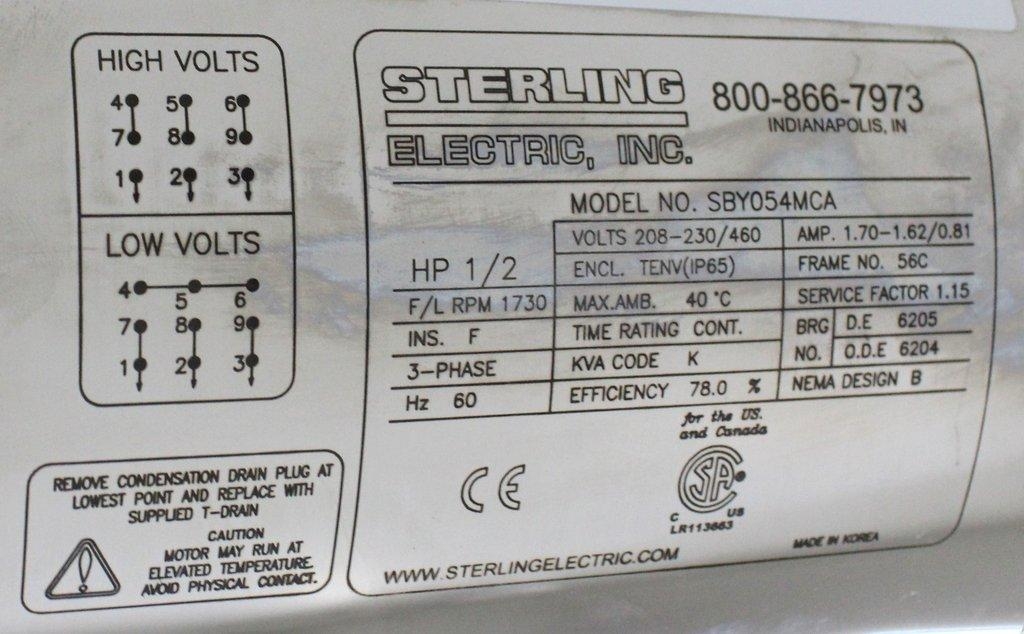 HIGH VOLTS
4 5 6
7 8 9
1 2 3
LOW VOLTS
4 5 6
7 8 9
1 2 3
REMOVE CONDENSATION DRAIN PLUG AT
LOWEST POINT AND REPLACE WITH
SUPPLIED T-DRAIN
CAUTION
MOTOR MAY RUN AT
ELEVATED TEMPERATURE.
AVOID PHYSICAL CONTACT.
!
STERLING
ELECTRIC, INC.
800-866-7973
INDIANAPOLIS, IN
MODEL NO. SBY054MCA
HP 1/2
VOLTS 208-230/460 AMP. 1.70-1.62/0.81
ENCL. TENV(IP65) FRAME NO. 56C
F/L RPM 1730 MAX.AMB. 40 °C SERVICE FACTOR 1.15
INS. F TIME RATING CONT. BRG NO. D.E 6205
3-PHASE KVA CODE K O.D.E 6204
Hz 60 EFFICIENCY 78.0 % NEMA DESIGN B
for the US.
and Canada
CE
SA
C US
LR113663
WWW.STERLINGELECTRIC.COM
MADE IN KOREA